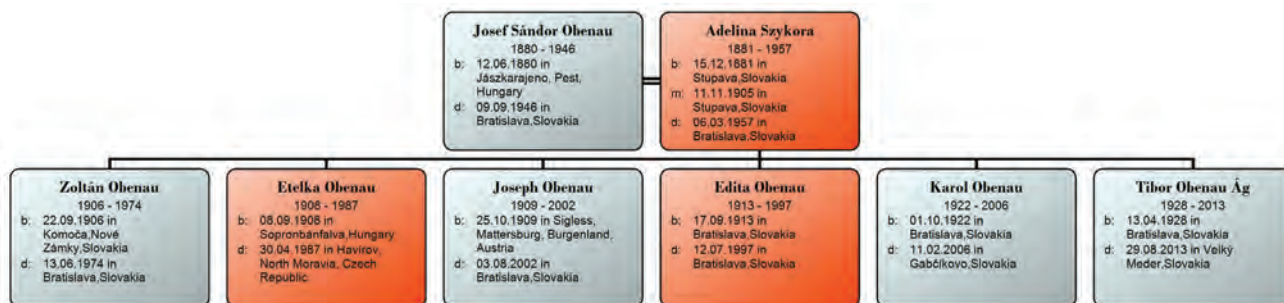 Josef Sándor Obenau
1880 - 1946
b: 12.06.1880 in
Jászkarajeno, Pest,
Hungary
d: 09.09.1946 in
Bratislava,Slovakia
Adelina Szykora
1881 - 1957
b: 15.12.1881 in
Stupava,Slovakia
m: 11.11.1905 in
Stupava,Slovakia
d: 06.03.1957 in
Bratislava,Slovakia
Zoltán Obenau
1906 - 1974
b: 22.09.1906 in
Komoča,Nové
Zámky,Slovakia
d: 13.06.1974 in
Bratislava,Slovakia
Etelka Obenau
1908 - 1987
b: 08.09.1908 in
Sopronbánfalva,Hungary
d: 30.04.1987 in Havířov,
North Moravia, Czech
Republic
Joseph Obenau
1909 - 2002
b: 25.10.1909 in Sigless,
Mattersburg, Burgenland,
Austria
d: 03.08.2002 in
Bratislava,Slovakia
Edita Obenau
1913 - 1997
b: 17.09.1913 in
Bratislava,Slovakia
d: 12.07.1997 in
Bratislava,Slovakia
Karol Obenau
1922 - 2006
b: 01.10.1922 in
Bratislava,Slovakia
d: 11.02.2006 in
Gabčíkovo,Slovakia
Tibor Obenau Ág
1928 - 2013
b: 13.04.1928 in
Bratislava,Slovakia
d: 29.08.2013 in Veľký
Meder,Slovakia